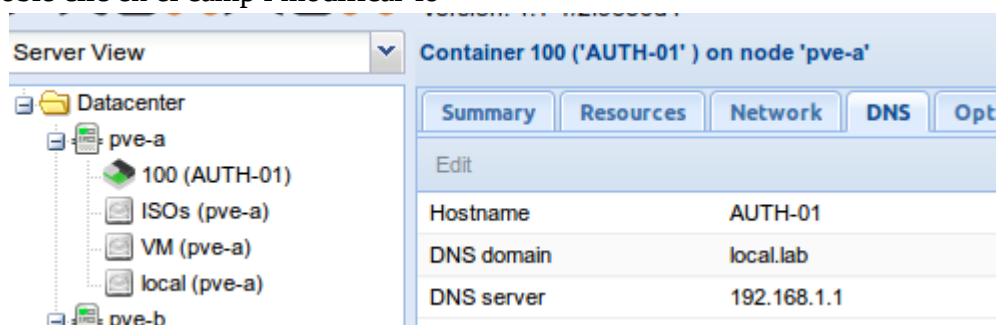 Server View
Container 100 ('AUTH-01' ) on node 'pve-a'
Datacenter
pve-a
100 (AUTH-01)
ISOs (pve-a)
VM (pve-a)
local (pve-a)
pve-b
Summary Resources Network DNS Opt
Edit
Hostname AUTH-01
DNS domain local.lab
DNS server 192.168.1.1